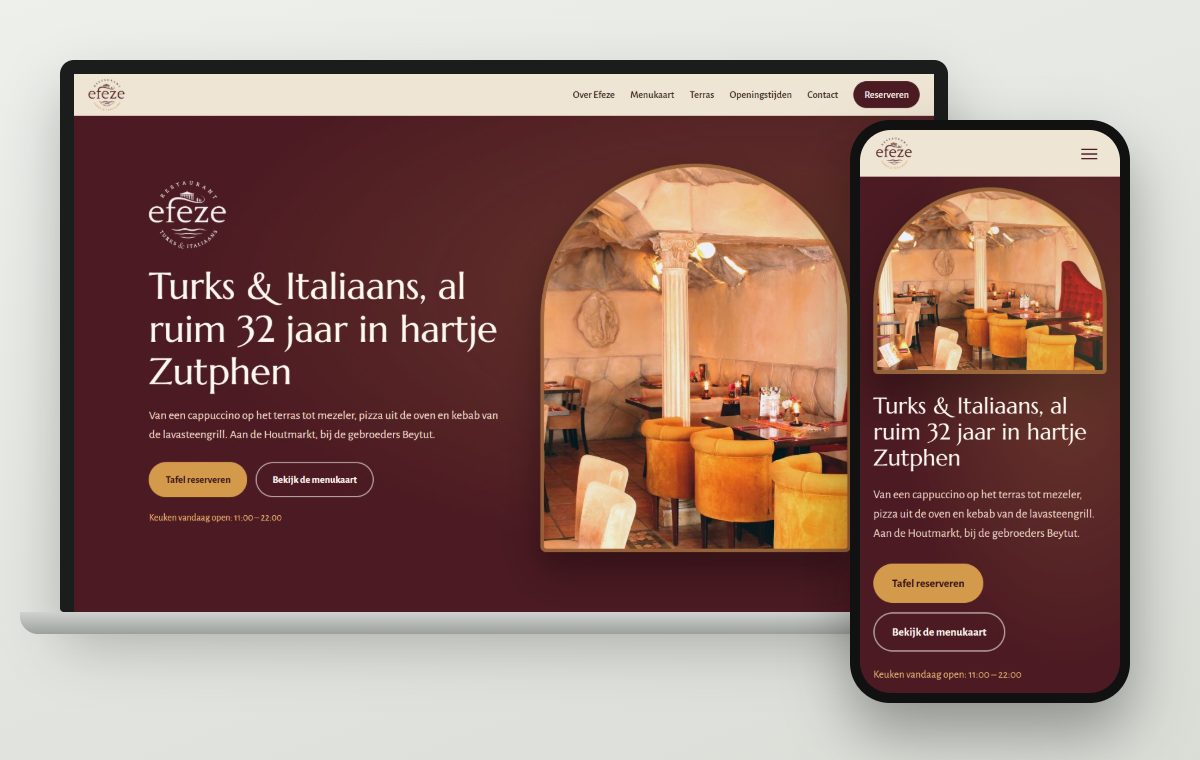 efeze
Over Efeze
Menukaart
Terras
Openingstijden
Contact
Reserveren
RESTAURANT
efeze
TURKS & ITALIAANS
Turks & Italiaans, al
ruim 32 jaar in hartje
Zutphen
Van een cappuccino op het terras tot mezeler, pizza uit de oven en kebab van
de lavasteengrill. Aan de Houtmarkt, bij de gebroeders Beytut.
Tafel reserveren
Bekijk de menukaart
Keuken vandaag open: 11:00 – 22:00
efeze
Turks & Italiaans, al
ruim 32 jaar in hartje
Zutphen
Van een cappuccino op het terras tot mezeler,
pizza uit de oven en kebab van de lavasteengrill.
Aan de Houtmarkt, bij de gebroeders Beytut.
Tafel reserveren
Bekijk de menukaart
Keuken vandaag open: 11:00 – 22:00